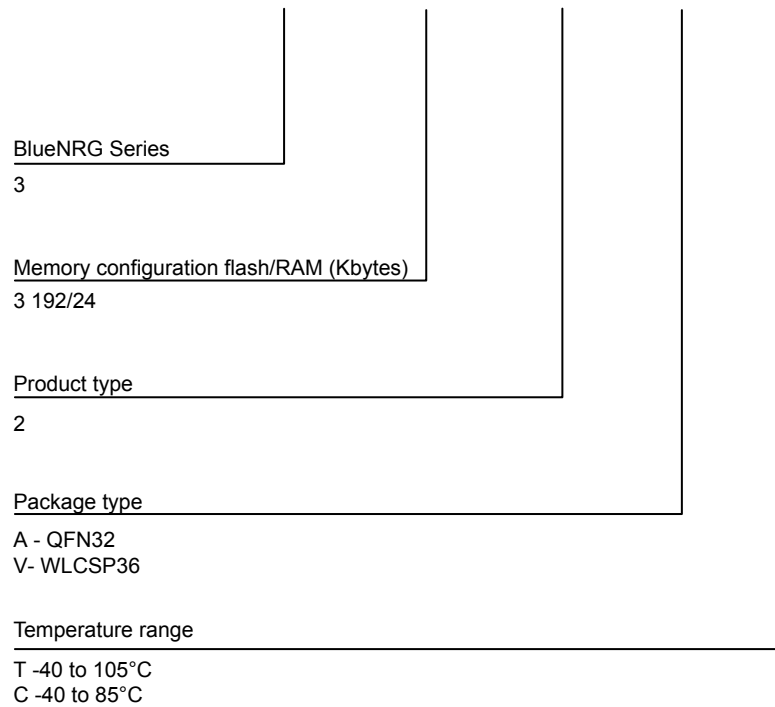 BlueNRG Series
3
Memory configuration flash/RAM (Kbytes)
3 192/24
Product type
2
Package type
A - QFN32
V- WLCSP36
Temperature range
T -40 to 105°C
C -40 to 85°C